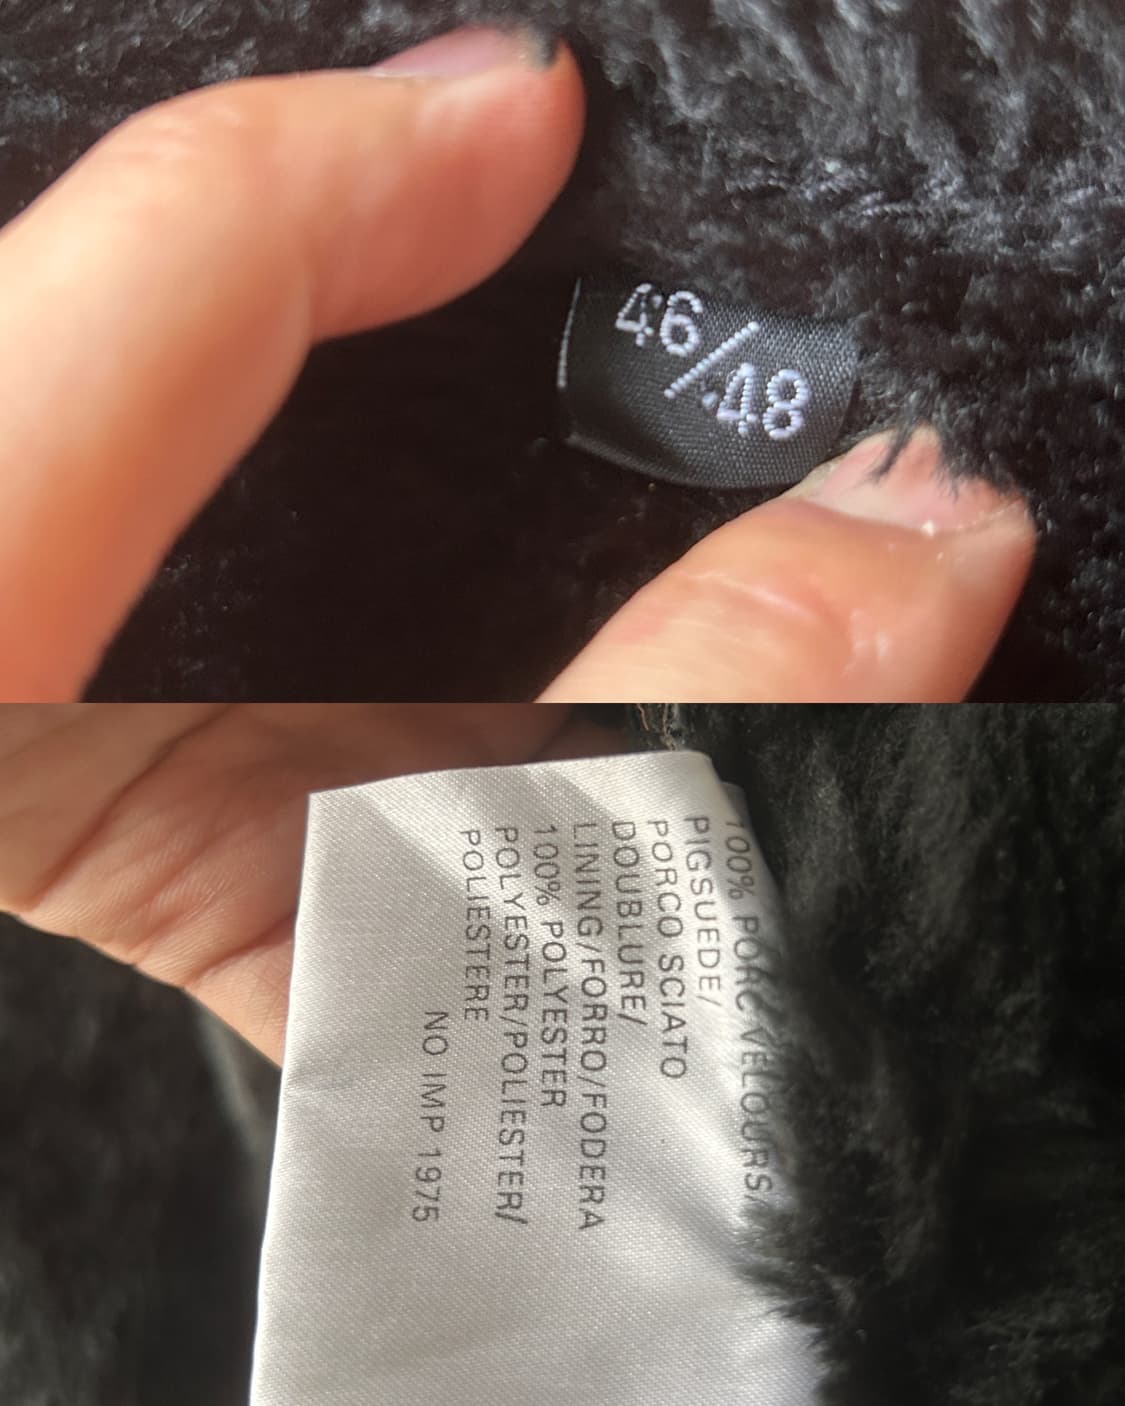 46/48
100% PORC VELOURS/
PIGSUEDE/
PORCO SCIATO
DOUBLURE/
LINING/FORRO/FODERA
100% POLYESTER
POLYESTER/POLIESTER/
POLIESTERE
NO IMP 1975